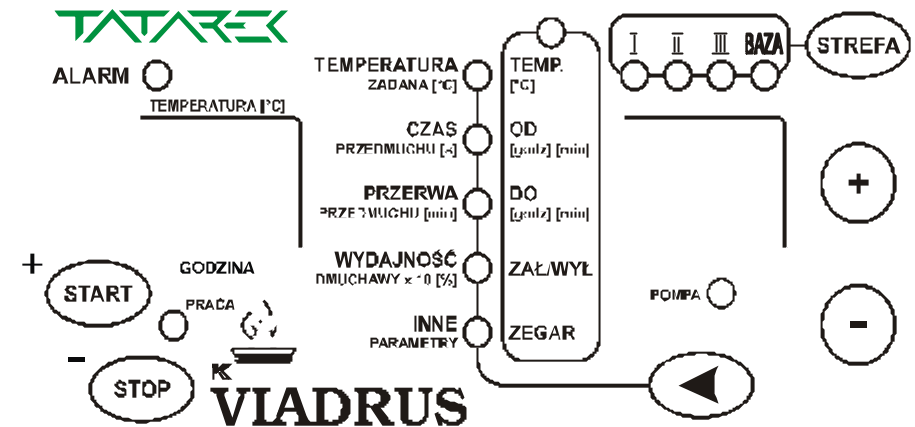 TATAREK
ALARM
TEMPERATURA [°C]
TEMPERATURA
ZADANA [°C]
CZAS
PRZEDMUCHU [s]
PRZERWA
PRZEDMUCHU [min]
WYDAJNOŚĆ
DMUCHAWY x 10 [%]
INNE
PARAMETRY
TEMP.
[°C]
OD
[godz] [min]
DO
[godz] [min]
ZAŁ/WYŁ
ZEGAR
I II III BAZA
STREFA
+
-
POMPA
+
START
GODZINA
PRACA
-
STOP
K
VIADRUS